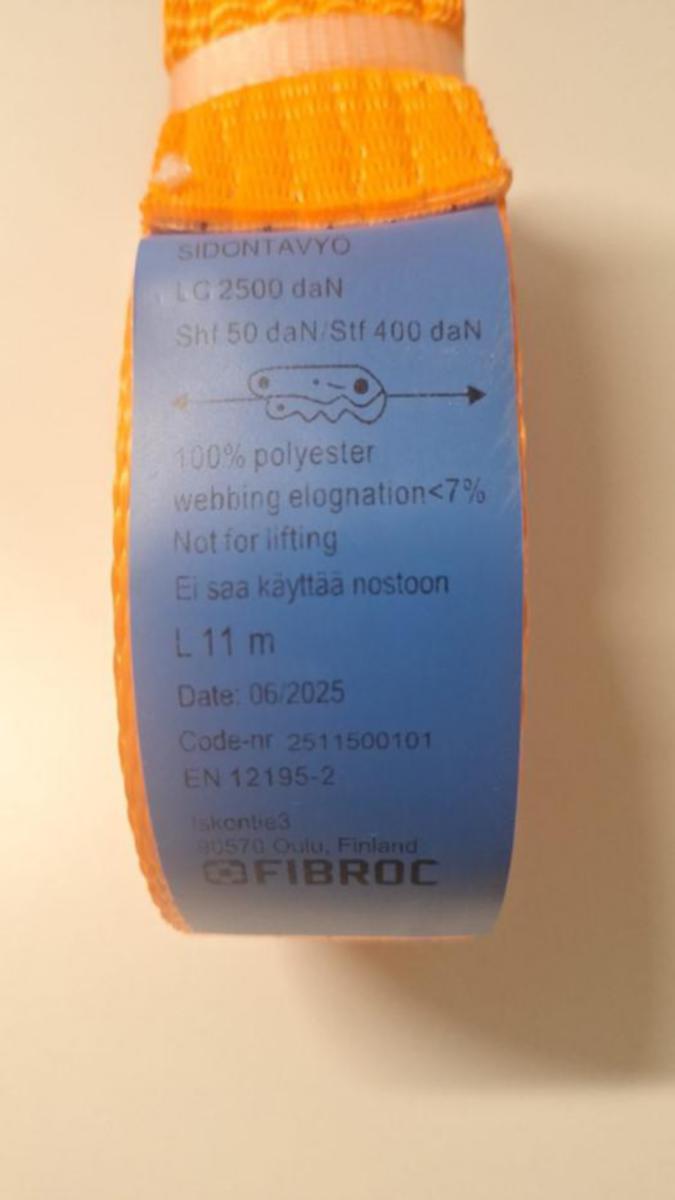 SIDONTAVYO
LC 2500 daN
Shf 50 daN/Stf 400 daN
100% polyester
webbing elognation<7%
Not for lifting
Ei saa käyttää nostoon
L 11 m
Date: 06/2025
Code-nr 2511500101
EN 12195-2
Iskontie3
90570 Oulu, Finland
FIBROC